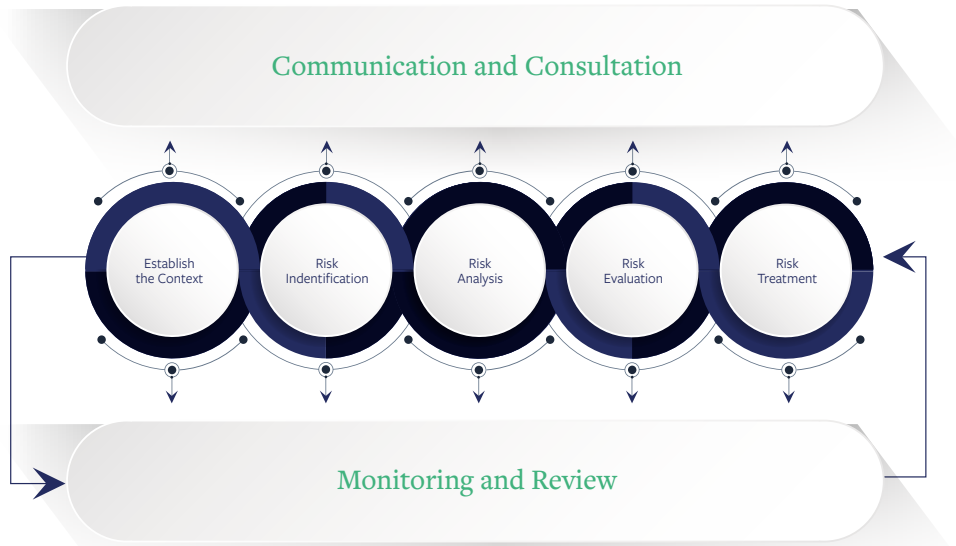 Communication and Consultation
Establish
the Context
Risk
Indentification
Risk
Analysis
Risk
Evaluation
Risk
Treatment
Monitoring and Review